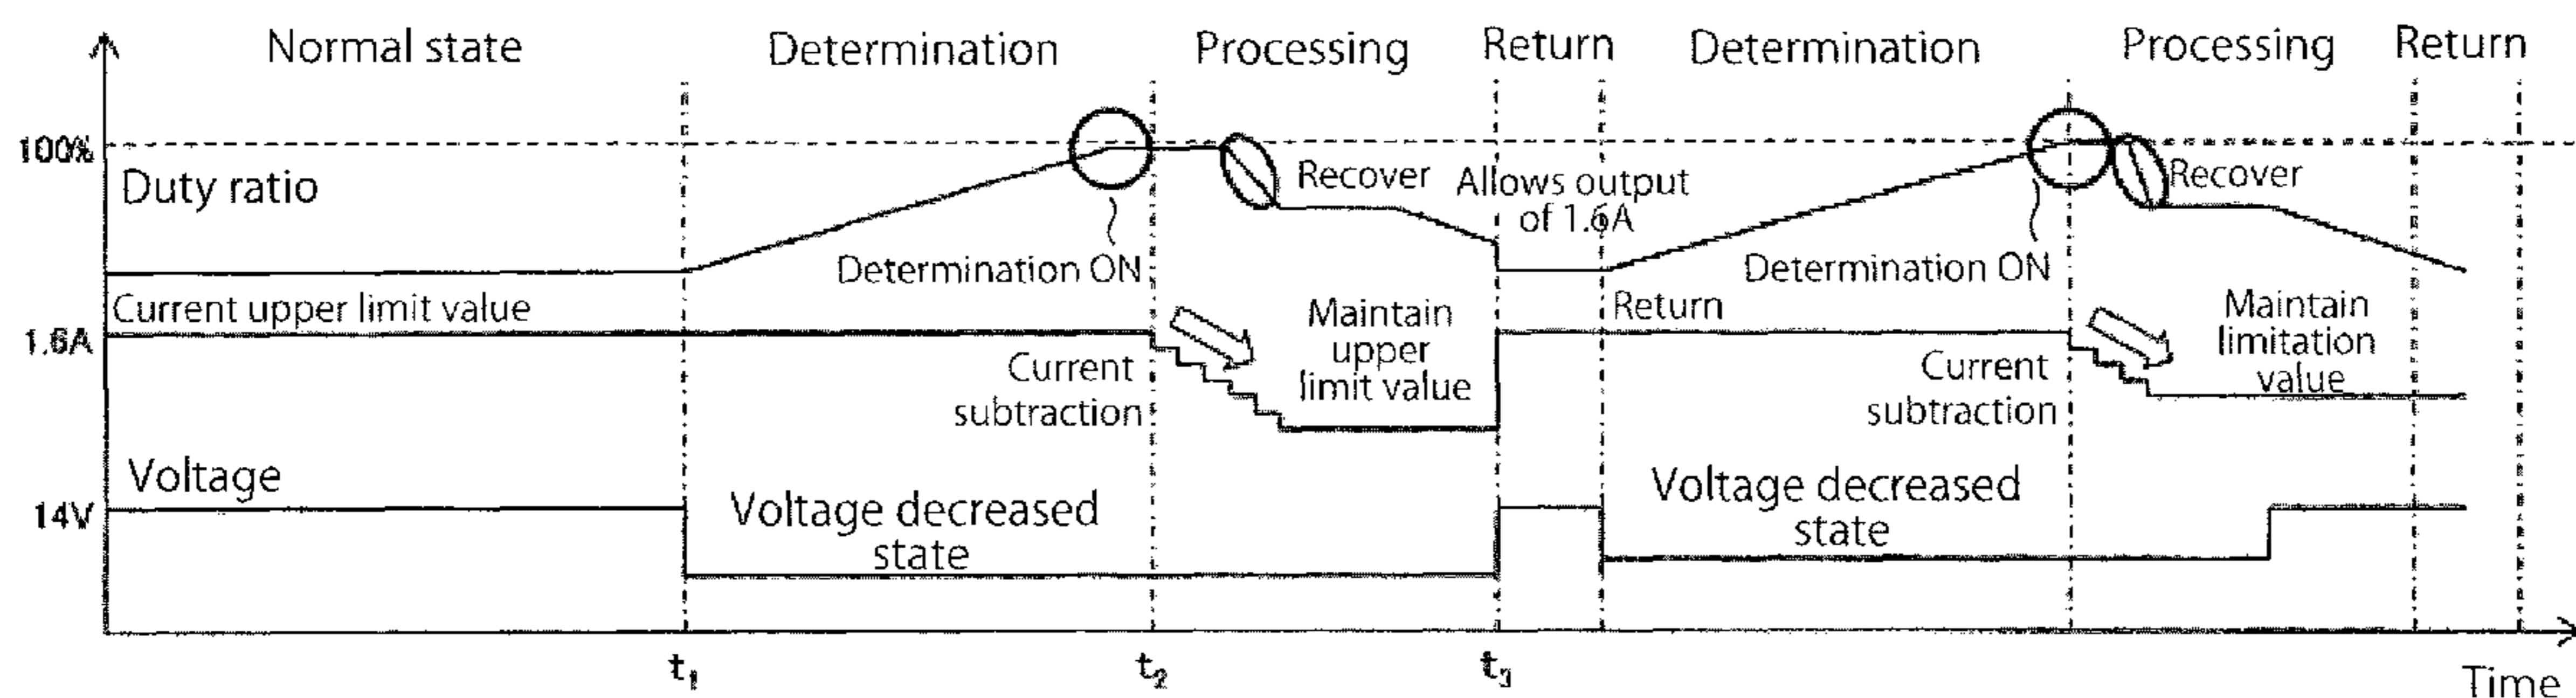 Normal state
Determination
Processing
Return
Determination
Processing
Return
100%
Duty ratio
Recover
Allows output
of 1.6A
Recover
Determination ON
Determination ON
Current upper limit value
1.6A
Maintain
upper
limit value
Return
Maintain
limitation
value
Current
subtraction
Current
subtraction
Voltage
14V
Voltage decreased
state
Voltage decreased
state
t1
t2
t3
Time